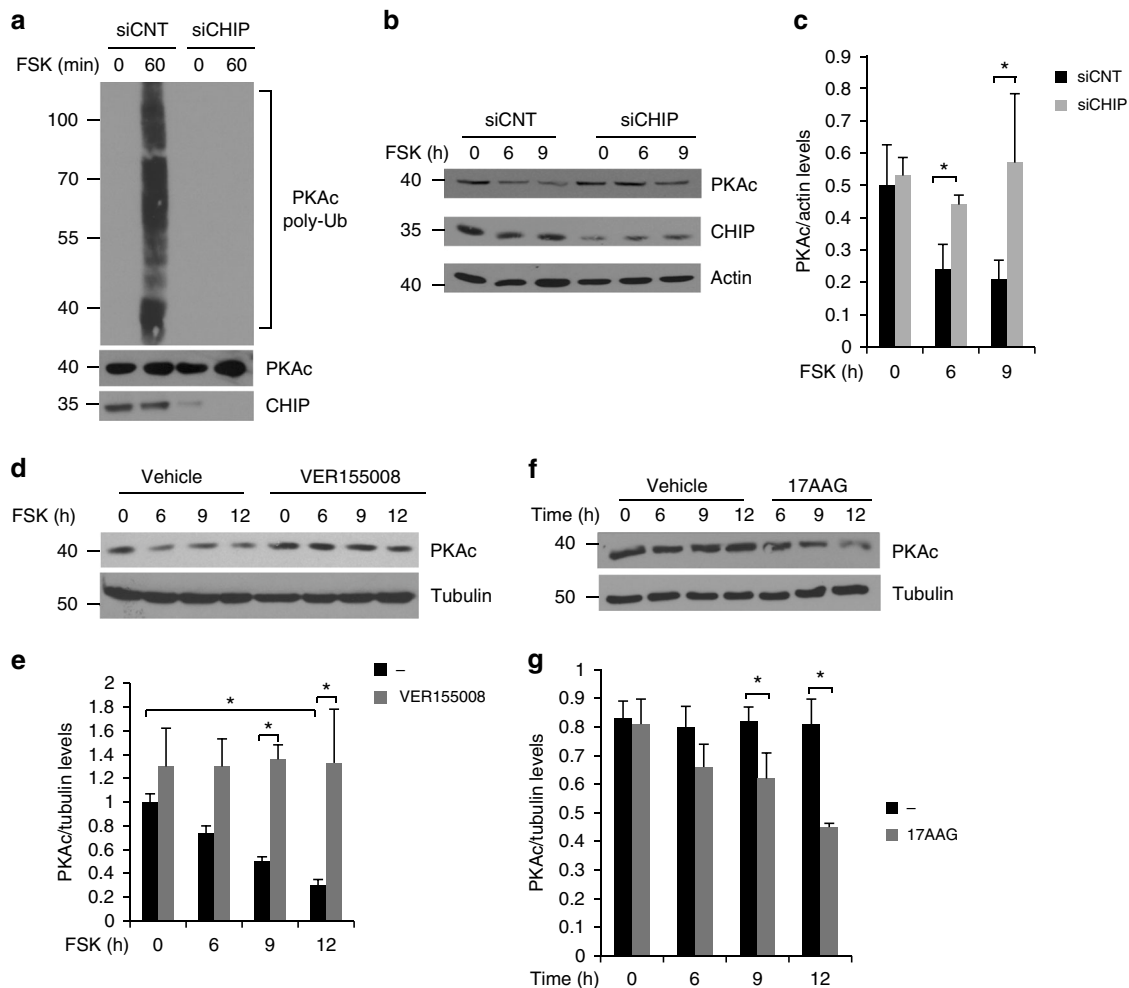 a
siCNT siCHIP
FSK (min) 0 60 0 60
100
70
55
40
PKAc
poly-Ub
40 PKAc
35 CHIP
b
siCNT siCHIP
FSK (h) 0 6 9 0 6 9
40 PKAc
35 CHIP
40 Actin
c
0.9
0.8
0.7
0.6
0.5
0.4
0.3
0.2
0.1
0
PKAc/actin levels
* *
siCNT
siCHIP
FSK (h) 0 6 9
d
Vehicle VER155008
FSK (h) 0 6 9 12 0 6 9 12
40 PKAc
50 Tubulin
f
Vehicle 17AAG
Time (h) 0 6 9 12 6 9 12
40 PKAc
50 Tubulin
e
2
1.8
1.6
1.4
1.2
1
0.8
0.6
0.4
0.2
0
PKAc/tubulin levels
* * *
–
VER155008
FSK (h) 0 6 9 12
g
1
0.9
0.8
0.7
0.6
0.5
0.4
0.3
0.2
0.1
0
PKAc/tubulin levels
* *
–
17AAG
Time (h) 0 6 9 12